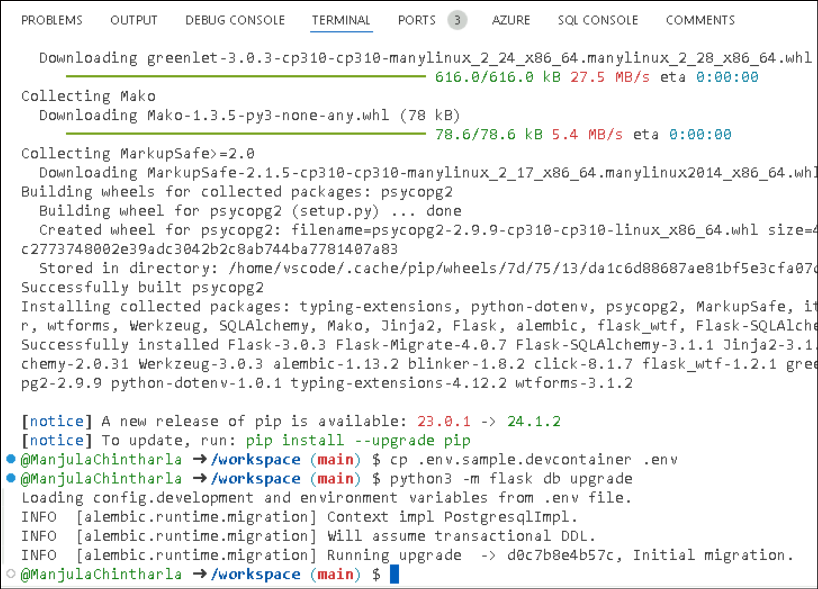 PROBLEMS OUTPUT DEBUG CONSOLE TERMINAL PORTS 3 AZURE SQL CONSOLE COMMENTS
Downloading greenlet-3.0.3-cp310-cp310-manylinux_2_24_x86_64.manylinux_2_28_x86_64.whl
616.0/616.0 kB 27.5 MB/s eta 0:00:00
Collecting Mako
Downloading Mako-1.3.5-py3-none-any.whl (78 kB)
78.6/78.6 kB 5.4 MB/s eta 0:00:00
Collecting MarkupSafe>=2.0
Downloading MarkupSafe-2.1.5-cp310-cp310-manylinux_2_17_x86_64.manylinux2014_x86_64.whl
Building wheels for collected packages: psycopg2
Building wheel for psycopg2 (setup.py) ... done
Created wheel for psycopg2: filename=psycopg2-2.9.9-cp310-cp310-linux_x86_64.whl size=4
c2773748002e39adc3042b2c8ab744ba7781407a83
Stored in directory: /home/vscode/.cache/pip/wheels/7d/75/13/da1c6d88687ae81bf5e3cfa07d
Successfully built psycopg2
Installing collected packages: typing-extensions, python-dotenv, psycopg2, MarkupSafe, it
r, wtforms, Werkzeug, SQLAlchemy, Mako, Jinja2, Flask, alembic, flask_wtf, Flask-SQLAlche
Successfully installed Flask-3.0.3 Flask-Migrate-4.0.7 Flask-SQLAlchemy-3.1.1 Jinja2-3.1.
chemy-2.0.31 Werkzeug-3.0.3 alembic-1.13.2 blinker-1.8.2 click-8.1.7 flask_wtf-1.2.1 gree
pg2-2.9.9 python-dotenv-1.0.1 typing-extensions-4.12.2 wtforms-3.1.2
[notice] A new release of pip is available: 23.0.1 -> 24.1.2
[notice] To update, run: pip install --upgrade pip
@ManjulaChintharla ➜ /workspace (main) $ cp .env.sample.devcontainer .env
@ManjulaChintharla ➜ /workspace (main) $ python3 -m flask db upgrade
Loading config.development and environment variables from .env file.
INFO [alembic.runtime.migration] Context impl PostgresqlImpl.
INFO [alembic.runtime.migration] Will assume transactional DDL.
INFO [alembic.runtime.migration] Running upgrade -> d0c7b8e4b57c, Initial migration.
@ManjulaChintharla ➜ /workspace (main) $